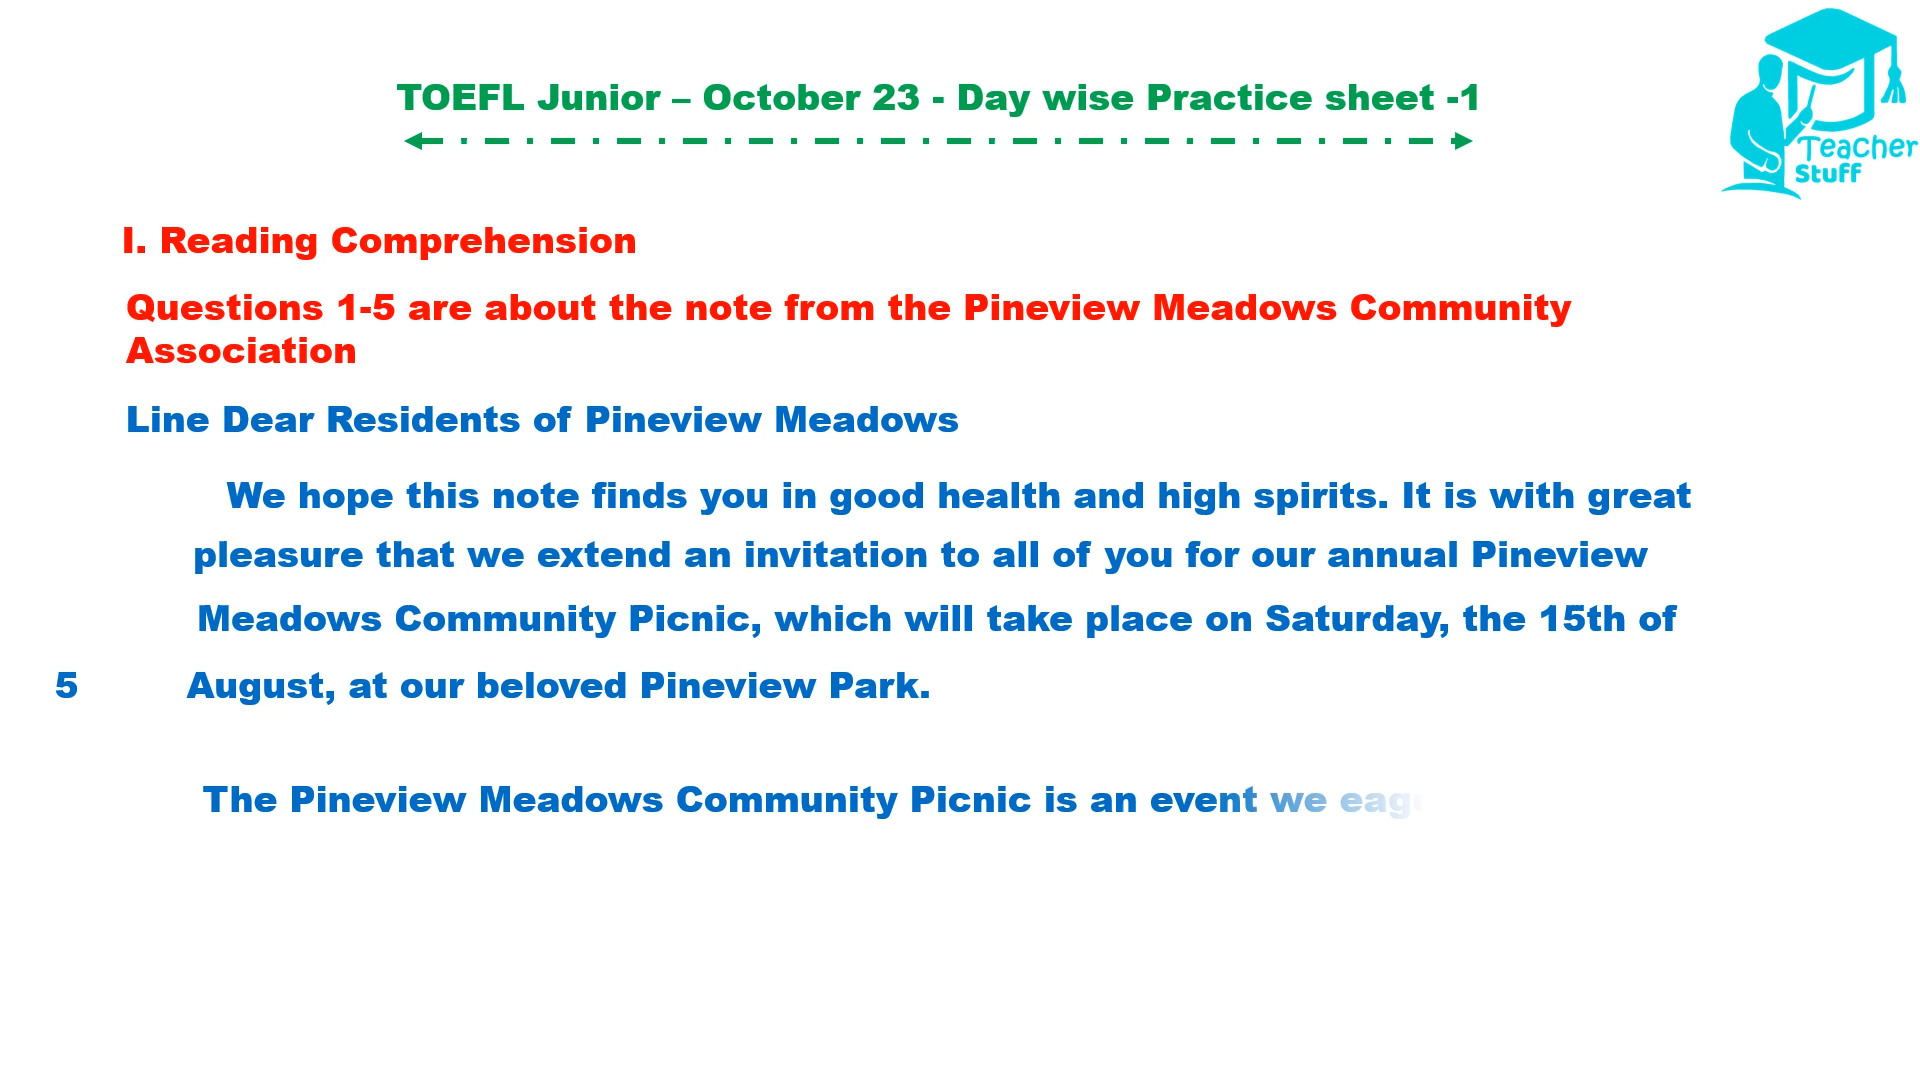 TOEFL Junior – October 23 - Day wise Practice sheet -1
Teacher
Stuff
I. Reading Comprehension
Questions 1-5 are about the note from the Pineview Meadows Community
Association
Line Dear Residents of Pineview Meadows
We hope this note finds you in good health and high spirits. It is with great
pleasure that we extend an invitation to all of you for our annual Pineview
Meadows Community Picnic, which will take place on Saturday, the 15th of
5 August, at our beloved Pineview Park.
The Pineview Meadows Community Picnic is an event we